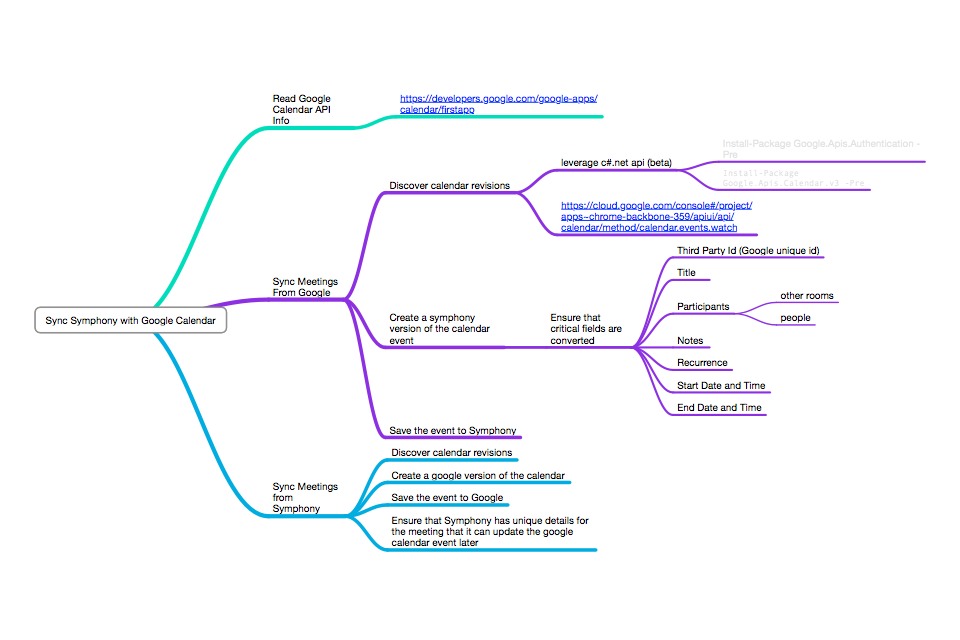 Read Google
Calendar API
Info
https://developers.google.com/google-apps/
calendar/firstapp
Install-Package Google.Apis.Authentication -
Pre
leverage c#.net api (beta)
Install-Package
Google.Apis.Calendar.v3 -Pre
Discover calendar revisions
https://cloud.google.com/console#/project/
apps~chrome-backbone-359/apiui/api/
calendar/method/calendar.events.watch
Third Party Id (Google unique id)
Title
Sync Meetings
From Google
other rooms
Participants
people
Sync Symphony with Google Calendar
Create a symphony
version of the calendar
event
Ensure that
critical fields are
converted
Notes
Recurrence
Start Date and Time
End Date and Time
Save the event to Symphony
Discover calendar revisions
Create a google version of the calendar
Sync Meetings
from
Symphony
Save the event to Google
Ensure that Symphony has unique details for
the meeting that it can update the google
calendar event later